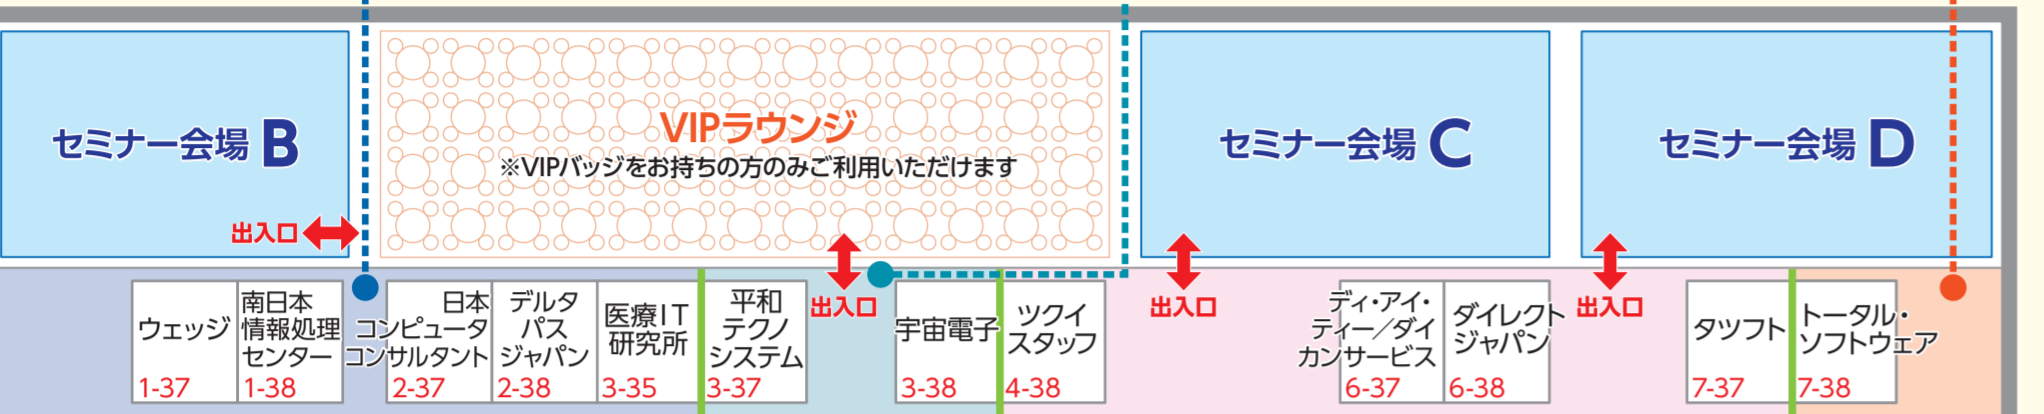 セミナー会場 B
出入口
VIPラウンジ
※VIPバッジをお持ちの方のみご利用いただけます
出入口
セミナー会場 C
出入口
セミナー会場 D
出入口
ウェッジ
1-37
南日本
情報処理
センター
1-38
日本
コンピュータ
コンサルタント
2-37
デルタ
パス
ジャパン
2-38
医療IT
研究所
3-35
平和
テクノ
システム
3-37
宇宙電子
3-38
ツクイ
スタッフ
4-38
ディ・アイ・
ティー／ダイ
カンサービス
6-37
ダイレクト
ジャパン
6-38
タツフト
7-37
トータル・
ソフトウェア
7-38